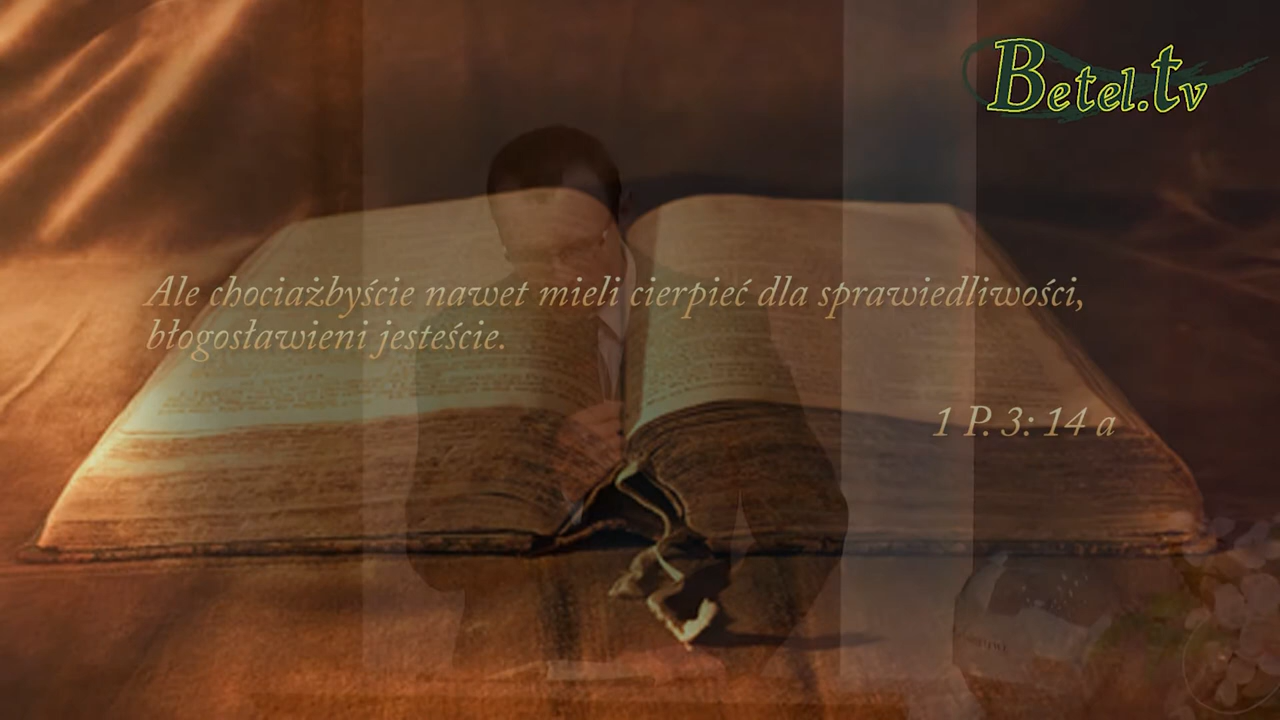 Betel.tv
Ale chociażbyście nawet mieli cierpieć dla sprawiedliwości,
błogosławieni jesteście.
1 P. 3: 14 a